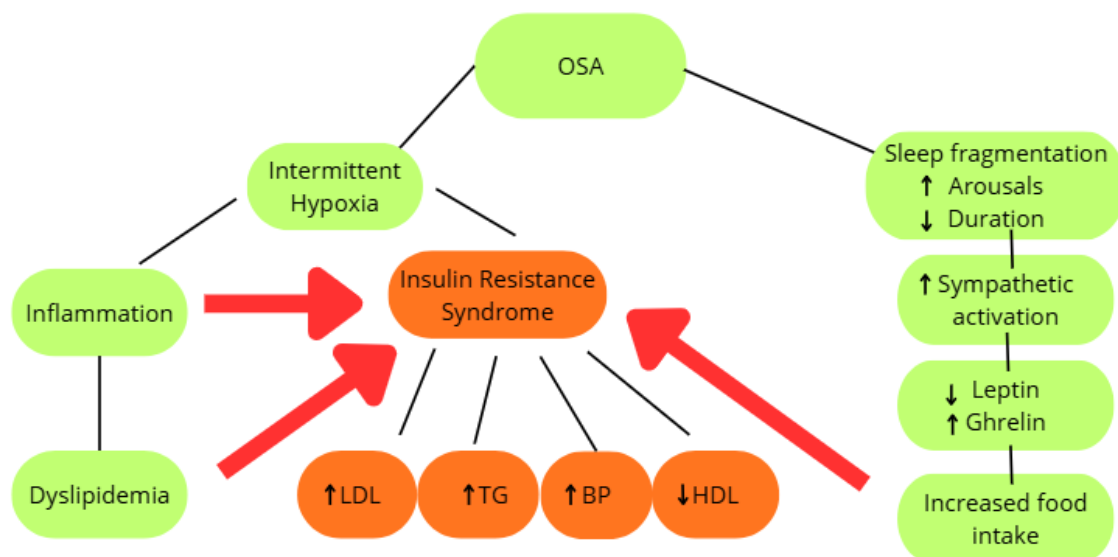 OSA
Intermittent
Hypoxia
Sleep fragmentation
↑ Arousals
↓ Duration
Inflammation
Insulin Resistance
Syndrome
↑ Sympathetic
activation
↓ Leptin
↑ Ghrelin
Dyslipidemia
↑LDL
↑TG
↑BP
↓HDL
Increased food
intake